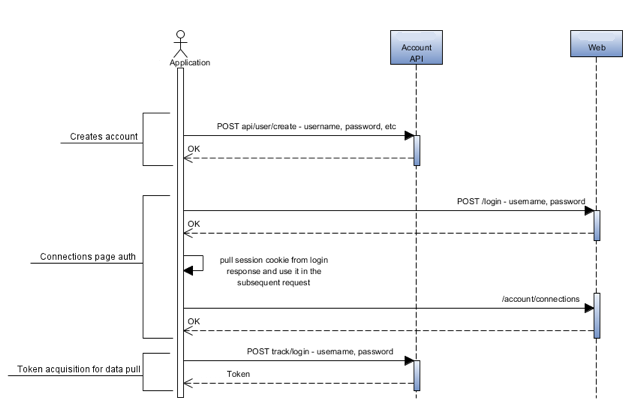 Application
Account
API
Web
POST api/user/create - username, password, etc
Creates account
OK
POST /login - username, password
OK
Connections page auth
pull session cookie from login
response and use it in the
subsequent request
/account/connections
OK
POST track/login - username, password
Token acquisition for data pull
Token